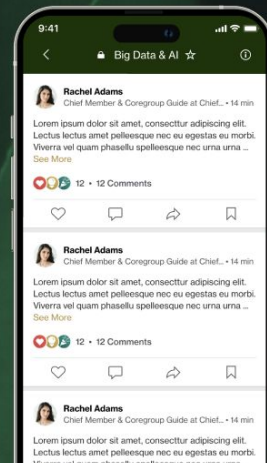 9:41
Big Data & AI
Rachel Adams
Chief Member & Coregroup Guide at Chief... • 14 min
Lorem ipsum dolor sit amet, consecttur adipiscing elit.
Lectus lectus amet pelleesque nec eu egestas eu morbi.
Viverra vel quam phasellu spelleesque nec urna urna ...
See More
12 • 12 Comments
Rachel Adams
Chief Member & Coregroup Guide at Chief... • 14 min
Lorem ipsum dolor sit amet, consecttur adipiscing elit.
Lectus lectus amet pelleesque nec eu egestas eu morbi.
Viverra vel quam phasellu spelleesque nec urna urna ...
See More
12 • 12 Comments
Rachel Adams
Chief Member & Coregroup Guide at Chief... • 14 min
Lorem ipsum dolor sit amet, consecttur adipiscing elit.
Lectus lectus amet pelleesque nec eu egestas eu morbi.